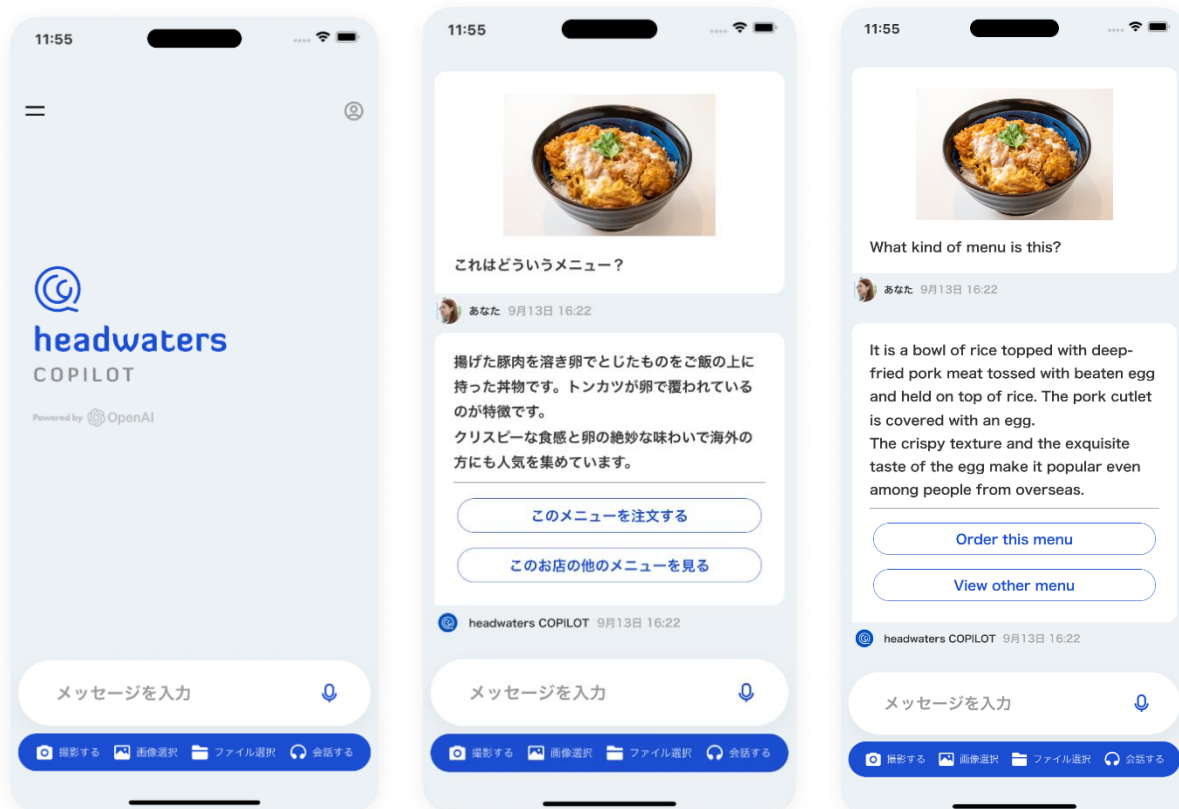 11:55
headwaters
COPILOT
Powered by OpenAI
メッセージを入力
撮影する 画像選択 ファイル選択 会話する
11:55
これはどういうメニュー？
あなた 9月13日 16:22
揚げた豚肉を溶き卵でとじたものをご飯の上に
持った丼物です。トンカツが卵で覆われている
のが特徴です。
クリスピーな食感と卵の絶妙な味わいで海外の
方にも人気を集めています。
このメニューを注文する
このお店の他のメニューを見る
headwaters COPILOT 9月13日 16:22
メッセージを入力
撮影する 画像選択 ファイル選択 会話する
11:55
What kind of menu is this?
あなた 9月13日 16:22
It is a bowl of rice topped with deep-
fried pork meat tossed with beaten egg
and held on top of rice. The pork cutlet
is covered with an egg.
The crispy texture and the exquisite
taste of the egg make it popular even
among people from overseas.
Order this menu
View other menu
headwaters COPILOT 9月13日 16:22
メッセージを入力
撮影する 画像選択 ファイル選択 会話する